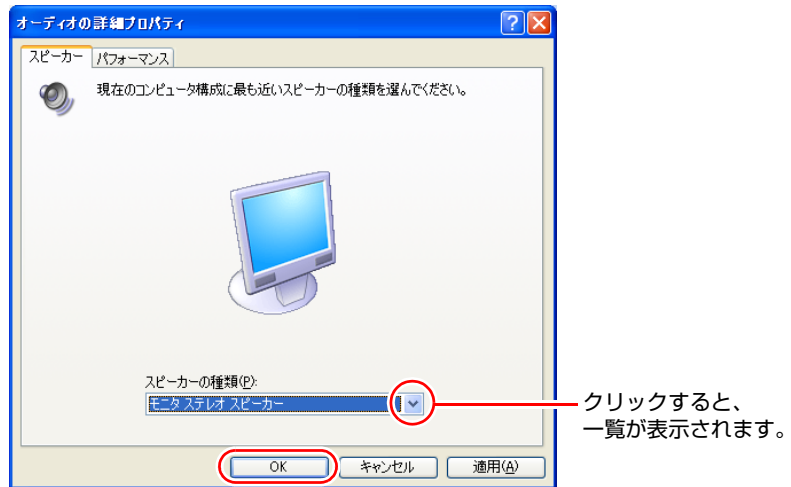 オーディオの詳細プロパティ
スピーカー パフォーマンス
現在のコンピュータ構成に最も近いスピーカーの種類を選んでください。
スピーカーの種類(P):
モニタ ステレオ スピーカー
クリックすると、
一覧が表示されます。
OK キャンセル 適用(A)